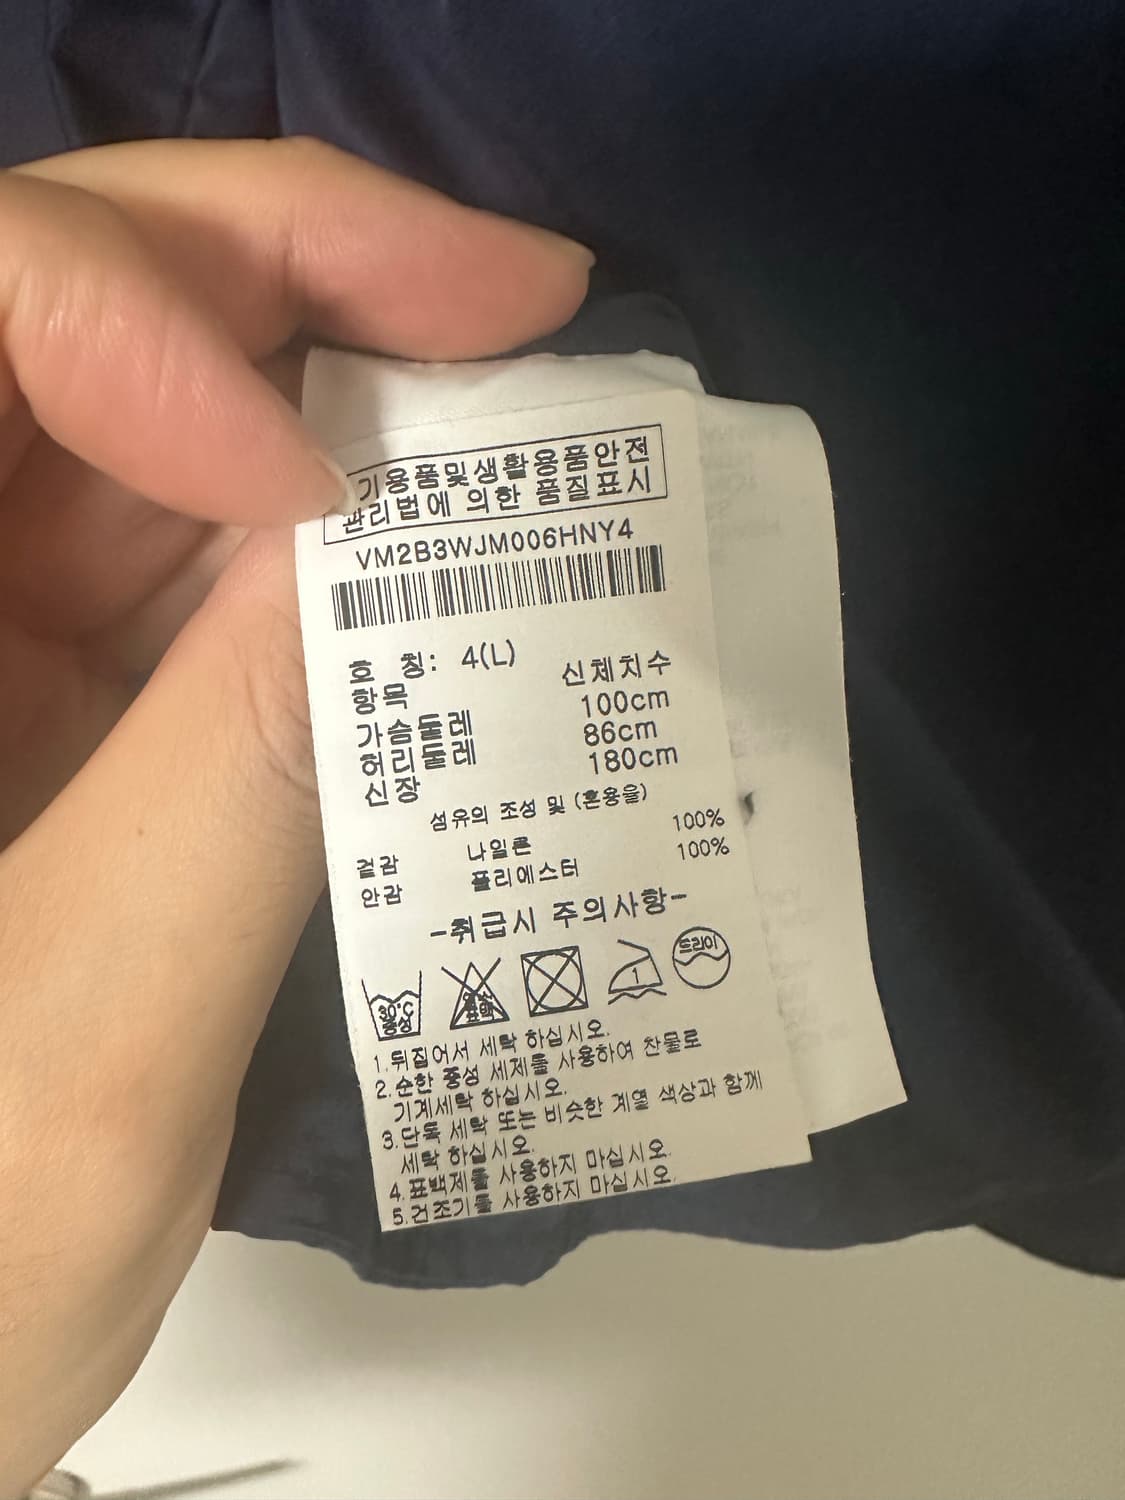 기용품및생활용품안전
관리법에 의한 품질표시
VM2B3WJM006HNY4
호 칭: 4(L)
항목 신체치수
가슴둘레 100cm
허리둘레 86cm
신장 180cm
섬유의 조성 및 (혼용율)
겉감 나일론 100%
안감 폴리에스터 100%
-취급시 주의사항-
30°C 중성
염소 표백
1
드라이
1.뒤집어서 세탁 하십시오.
2.순한 중성 세제를 사용하여 찬물로
기계세탁 하십시오.
3.단독 세탁 또는 비슷한 계열 색상과 함께
세탁 하십시오.
4.표백제를 사용하지 마십시오.
5.건조기를 사용하지 마십시오.